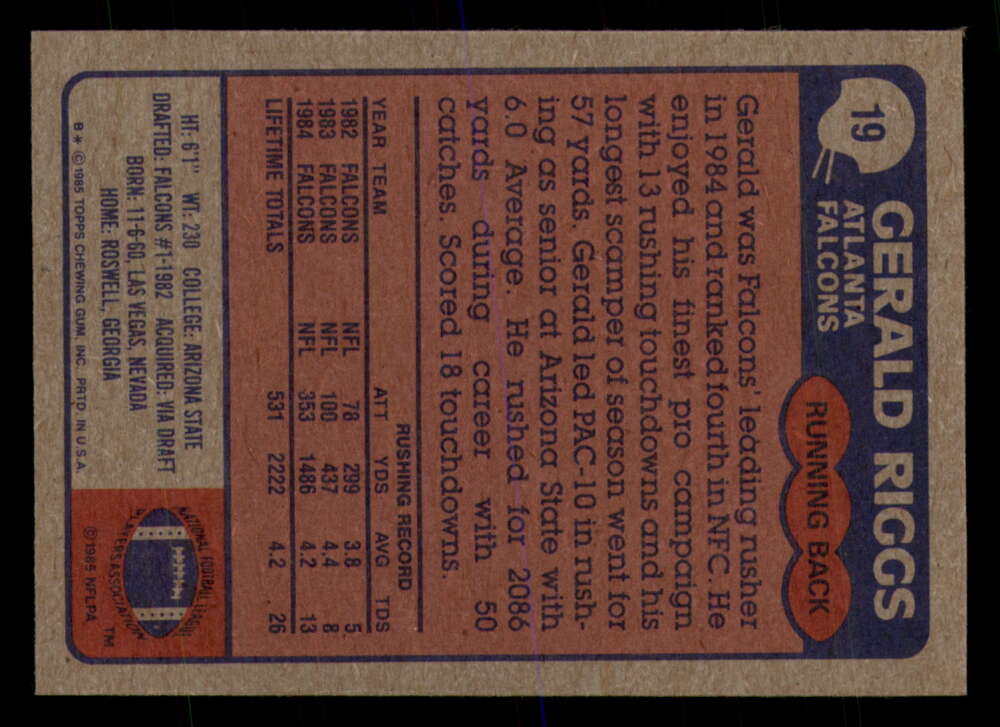 19
GERALD RIGGS
ATLANTA
FALCONS
RUNNING BACK
Gerald was Falcons' leading rusher
in 1984 and ranked fourth in NFC. He
enjoyed his finest pro campaign
with 13 rushing touchdowns and his
longest scamper of season went for
57 yards. Gerald led PAC-10 in rush-
ing as senior at Arizona State with
6.0 Average. He rushed for 2086
yards during career with 50
catches. Scored 18 touchdowns.
RUSHING RECORD
YEAR TEAM ATT YDS AVG TDS
1982 FALCONS NFL 78 299 3.8 5
1983 FALCONS NFL 100 437 4.4 8
1984 FALCONS NFL 353 1486 4.2 13
LIFETIME TOTALS 531 2222 4.2 26
HT: 6'1" WT: 230 COLLEGE: ARIZONA STATE
DRAFTED: FALCONS #1-1982 ACQUIRED: VIA DRAFT
BORN: 11-6-60, LAS VEGAS, NEVADA
HOME: ROSWELL, GEORGIA
B* ©1985 TOPPS CHEWING GUM, INC. PRTD. IN U.S.A.
NATIONAL FOOTBALL LEAGUE
PLAYERS ASSOCIATION
TM
©1985 NFLPA